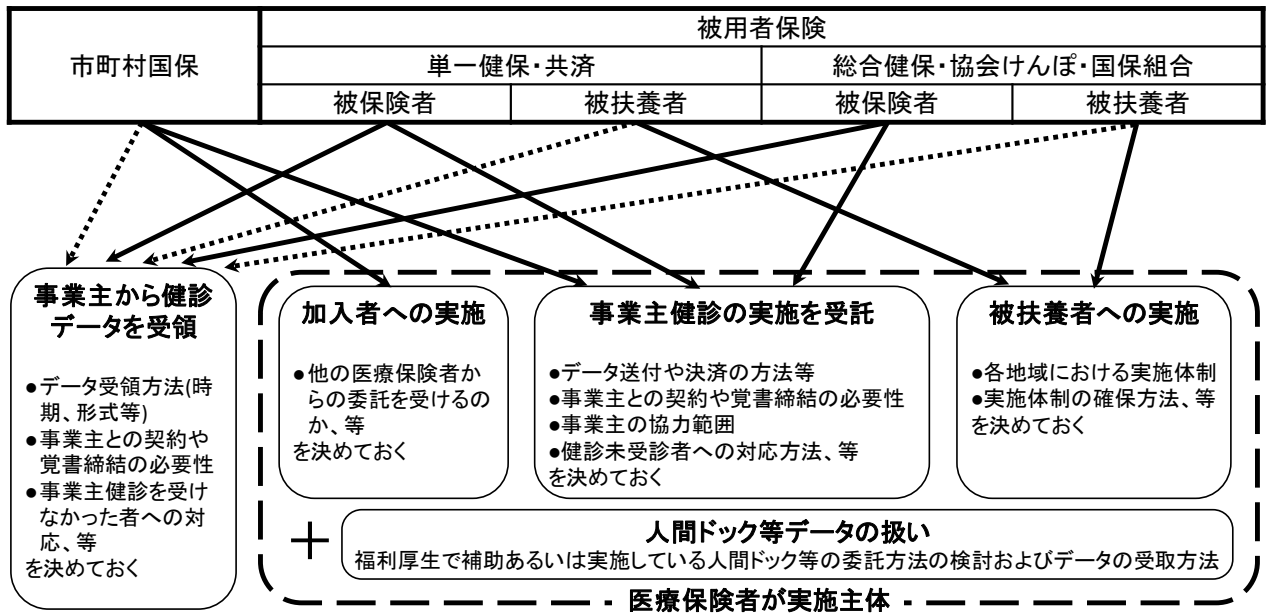 市町村国保
被用者保険
単一健保・共済
総合健保・協会けんぽ・国保組合
被保険者
被扶養者
被保険者
被扶養者
事業主から健診
データを受領
●データ受領方法(時
期、形式等)
●事業主との契約や
覚書締結の必要性
●事業主健診を受け
なかった者への対
応、等
を決めておく
加入者への実施
●他の医療保険者か
らの委託を受けるの
か、等
を決めておく
事業主健診の実施を受託
●データ送付や決済の方法等
●事業主との契約や覚書締結の必要性
●事業主の協力範囲
●健診未受診者への対応方法、等
を決めておく
被扶養者への実施
●各地域における実施体制
●実施体制の確保方法、等
を決めておく
＋
人間ドック等データの扱い
福利厚生で補助あるいは実施している人間ドック等の委託方法の検討およびデータの受取方法
医療保険者が実施主体